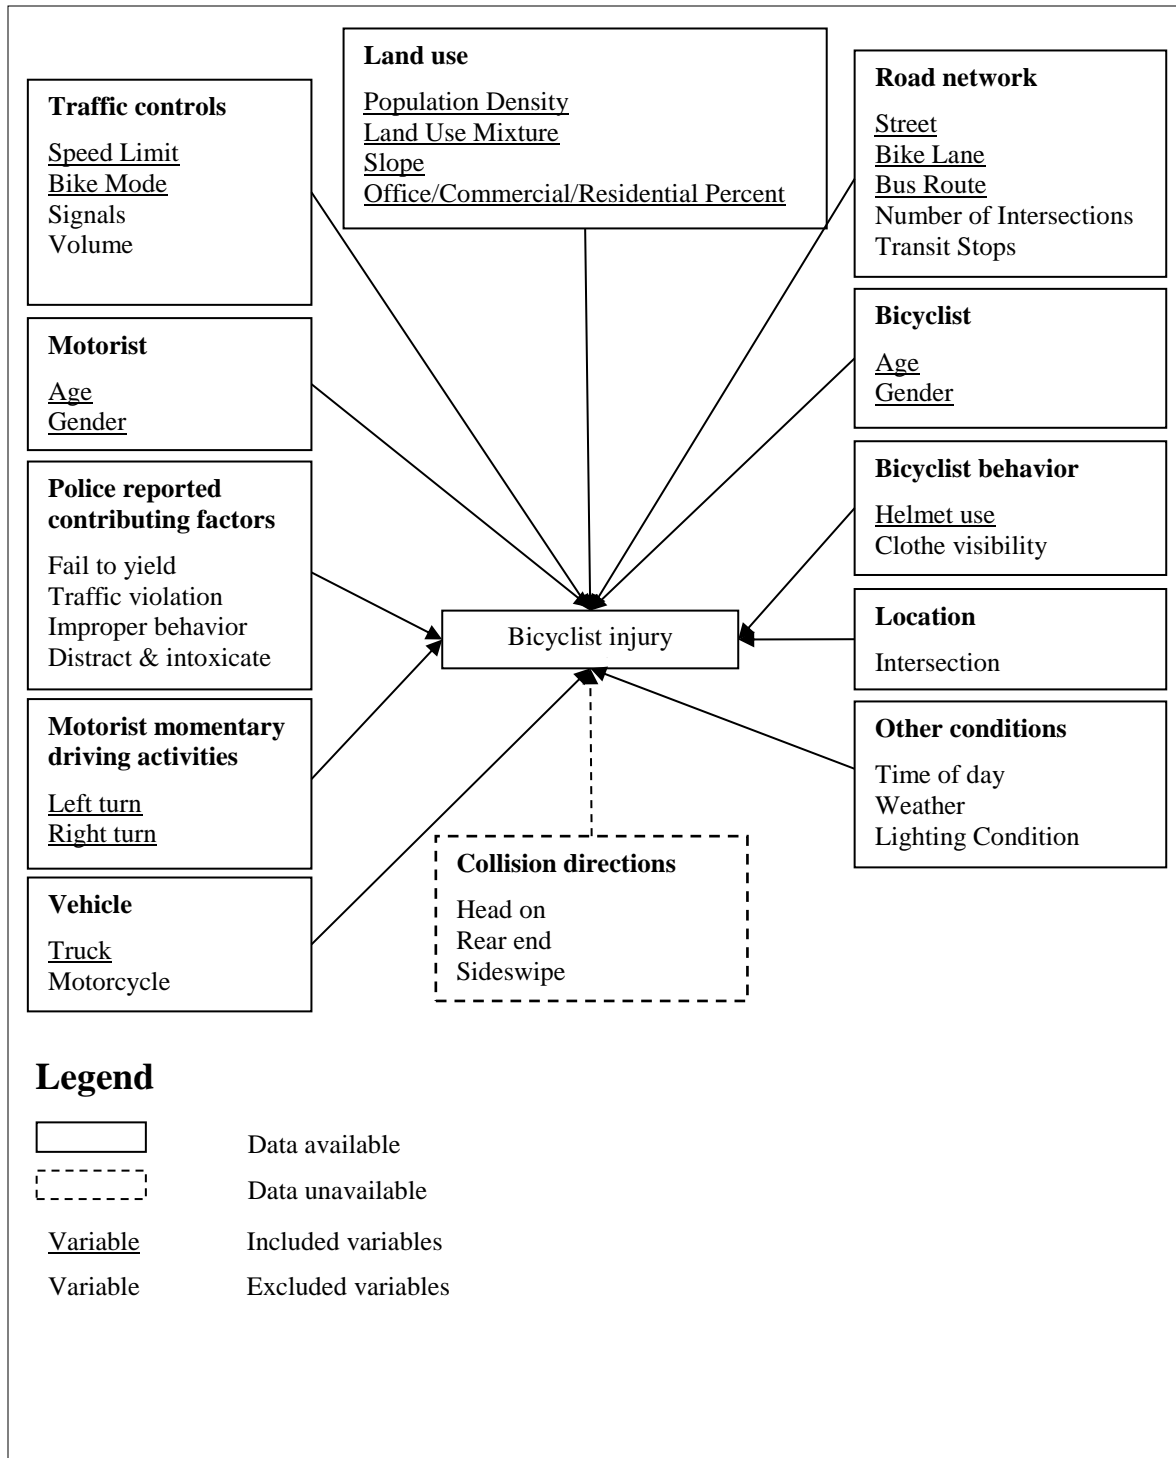 Land use
Population Density
Land Use Mixture
Slope
Office/Commercial/Residential Percent
Traffic controls
Speed Limit
Bike Mode
Signals
Volume
Road network
Street
Bike Lane
Bus Route
Number of Intersections
Transit Stops
Motorist
Age
Gender
Bicyclist
Age
Gender
Police reported
contributing factors
Fail to yield
Traffic violation
Improper behavior
Distract & intoxicate
Bicyclist behavior
Helmet use
Clothe visibility
Bicyclist injury
Location
Intersection
Motorist momentary
driving activities
Left turn
Right turn
Other conditions
Time of day
Weather
Lighting Condition
Collision directions
Head on
Rear end
Sideswipe
Vehicle
Truck
Motorcycle
Legend
Data available
Data unavailable
Variable Included variables
Variable Excluded variables